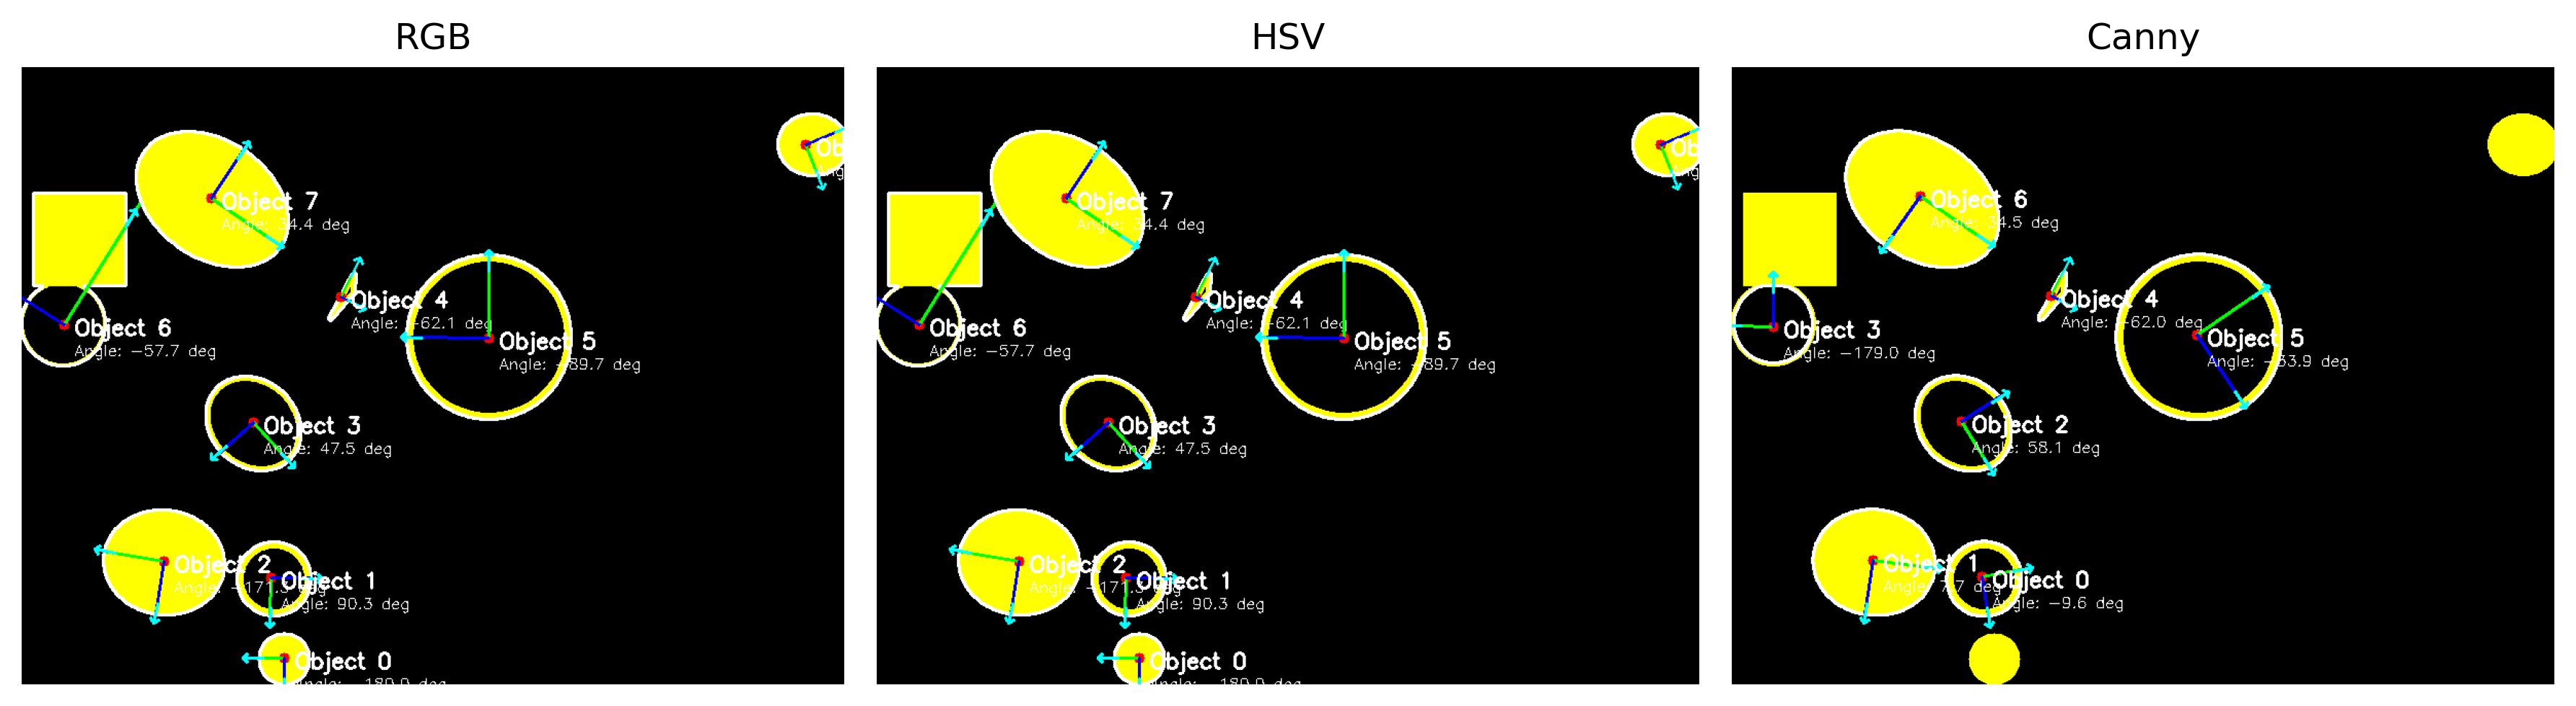 RGB
HSV
Canny
Ob
Ang
Object 7
Angle: 34.4 deg
Object 4
Angle: -62.1 deg
Object 6
Angle: -57.7 deg
Object 5
Angle: -89.7 deg
Object 3
Angle: 47.5 deg
Object 2
Angle: -171.3 deg
Object 1
Angle: 90.3 deg
Object 0
Angle: -180.0 deg
Ob
Ang
Object 7
Angle: 34.4 deg
Object 4
Angle: -62.1 deg
Object 6
Angle: -57.7 deg
Object 5
Angle: -89.7 deg
Object 3
Angle: 47.5 deg
Object 2
Angle: -171.3 deg
Object 1
Angle: 90.3 deg
Object 0
Angle: -180.0 deg
Object 6
Angle: 34.5 deg
Object 4
Angle: -62.0 deg
Object 3
Angle: -179.0 deg
Object 5
Angle: -33.9 deg
Object 2
Angle: 58.1 deg
Object 1
Angle: 7.7 deg
Object 0
Angle: -9.6 deg